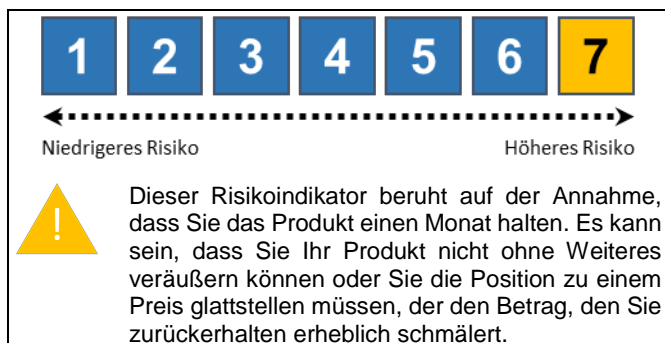 1 2 3 4 5 6 7
Niedrigeres Risiko Höheres Risiko
!
Dieser Risikoindikator beruht auf der Annahme,
dass Sie das Produkt einen Monat halten. Es kann
sein, dass Sie Ihr Produkt nicht ohne Weiteres
veräußern können oder Sie die Position zu einem
Preis glattstellen müssen, der den Betrag, den Sie
zurückerhalten erheblich schmälert.